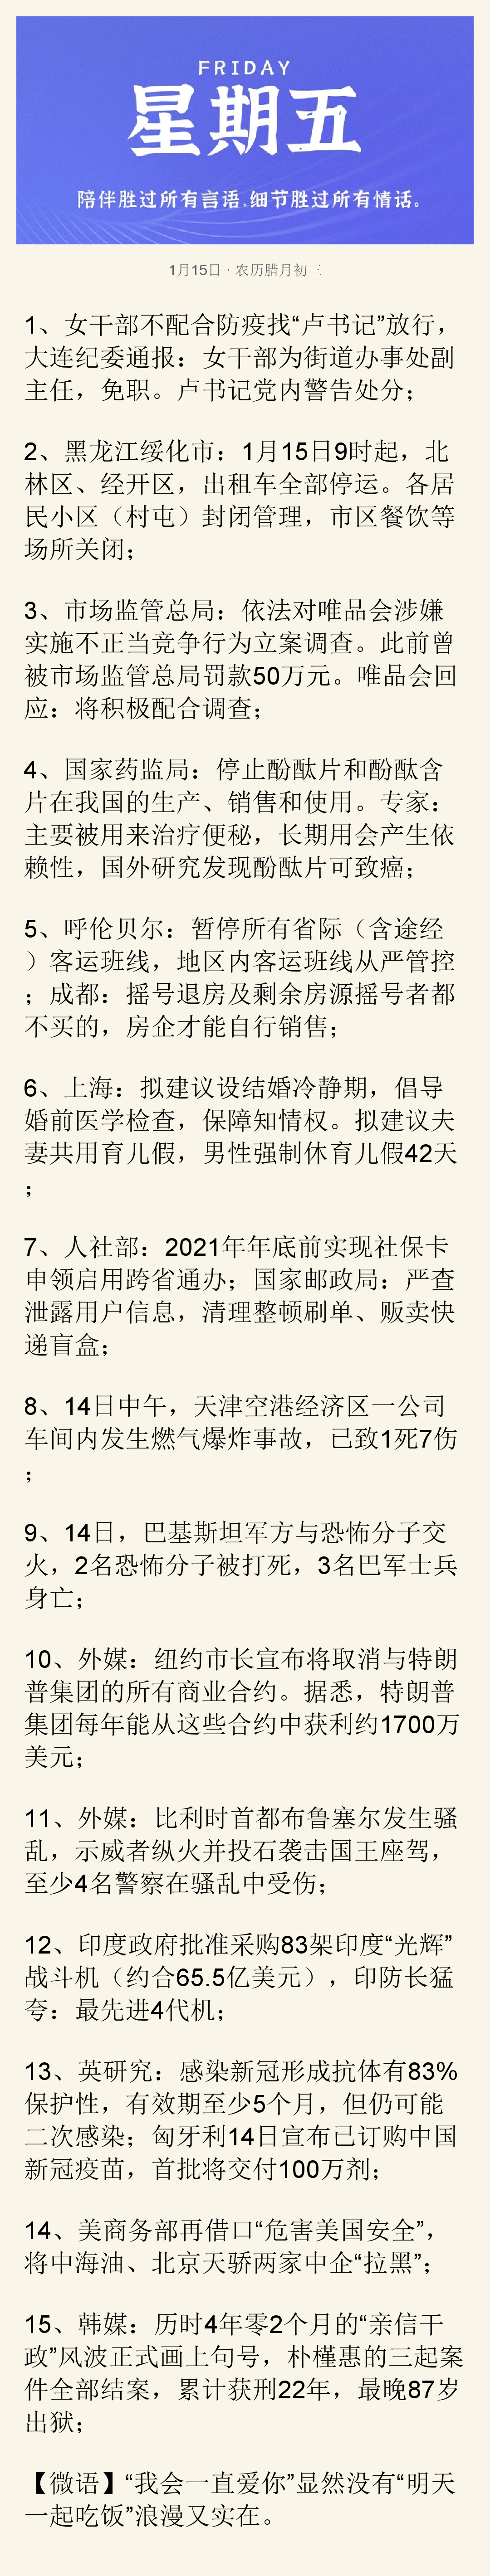 FRIDAY
星期五
陪伴胜过所有言语,细节胜过所有情话。
1月15日 · 农历腊月初三
1、女干部不配合防疫找“卢书记”放行，
大连纪委通报：女干部为街道办事处副
主任，免职。卢书记党内警告处分；
2、黑龙江绥化市：1月15日9时起，北
林区、经开区，出租车全部停运。各居
民小区（村屯）封闭管理，市区餐饮等
场所关闭；
3、市场监管总局：依法对唯品会涉嫌
实施不正当竞争行为立案调查。此前曾
被市场监管总局罚款50万元。唯品会回
应：将积极配合调查；
4、国家药监局：停止酚酞片和酚酞含
片在我国的生产、销售和使用。专家：
主要被用来治疗便秘，长期用会产生依
赖性，国外研究发现酚酞片可致癌；
5、呼伦贝尔：暂停所有省际（含途经
）客运班线，地区内客运班线从严管控
；成都：摇号退房及剩余房源摇号者都
不买的，房企才能自行销售；
6、上海：拟建议设结婚冷静期，倡导
婚前医学检查，保障知情权。拟建议夫
妻共用育儿假，男性强制休育儿假42天
；
7、人社部：2021年年底前实现社保卡
申领启用跨省通办；国家邮政局：严查
泄露用户信息，清理整顿刷单、贩卖快
递盲盒；
8、14日中午，天津空港经济区一公司
车间内发生燃气爆炸事故，已致1死7伤
；
9、14日，巴基斯坦军方与恐怖分子交
火，2名恐怖分子被打死，3名巴军士兵
身亡；
10、外媒：纽约市长宣布将取消与特朗
普集团的所有商业合约。据悉，特朗普
集团每年能从这些合约中获利约1700万
美元；
11、外媒：比利时首都布鲁塞尔发生骚
乱，示威者纵火并投石袭击国王座驾，
至少4名警察在骚乱中受伤；
12、印度政府批准采购83架印度“光辉”
战斗机（约合65.5亿美元），印防长猛
夸：最先进4代机；
13、英研究：感染新冠形成抗体有83%
保护性，有效期至少5个月，但仍可能
二次感染；匈牙利14日宣布已订购中国
新冠疫苗，首批将交付100万剂；
14、美商务部再借口“危害美国安全”，
将中海油、北京天骄两家中企“拉黑”；
15、韩媒：历时4年零2个月的“亲信干
政”风波正式画上句号，朴槿惠的三起案
件全部结案，累计获刑22年，最晚87岁
出狱；
【微语】“我会一直爱你”显然没有“明天
一起吃饭”浪漫又实在。